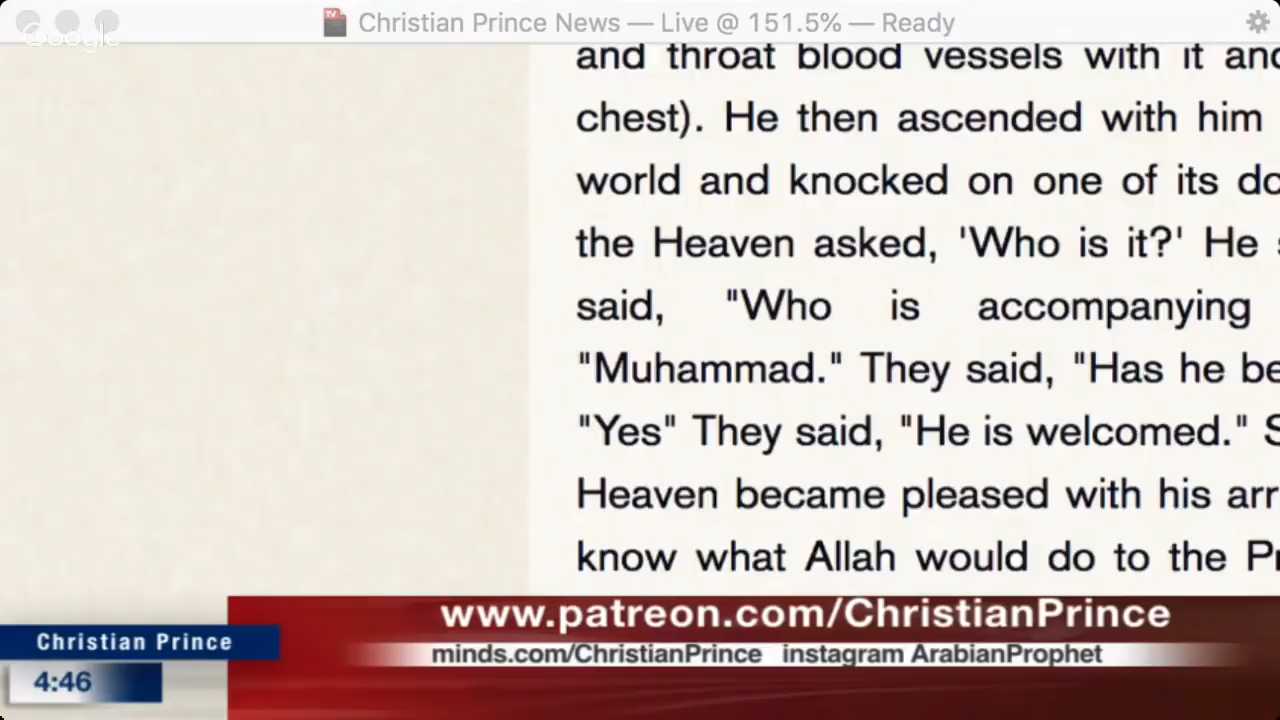 Christian Prince News — Live @ 151.5% — Ready
Google
and throat blood vessels with it and
chest). He then ascended with him
world and knocked on one of its
the Heaven asked, 'Who is it?' He
said, "Who is accompanying
"Muhammad." They said, "Has he
"Yes" They said, "He is welcomed."
Heaven became pleased with his
know what Allah would do to the
www.patreon.com/ChristianPrince
Christian Prince
minds.com/ChristianPrince instagram ArabianProphet
4:46